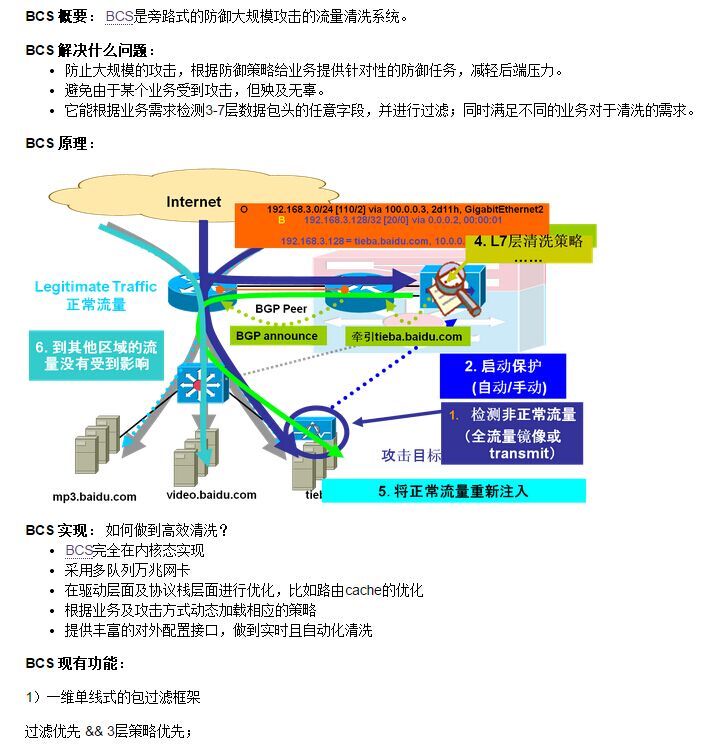 BCS 概要： BCS是旁路式的防御大规模攻击的流量清洗系统。
BCS 解决什么问题：
• 防止大规模的攻击，根据防御策略给业务提供针对性的防御任务，减轻后端压力。
• 避免由于某个业务受到攻击，但殃及无辜。
• 它能根据业务需求检测3-7层数据包头的任意字段，并进行过滤；同时满足不同的业务对于清洗的需求。
BCS 原理：
Internet
O 192.168.3.0/24 [110/2] via 100.0.0.3, 2d11h, GigabitEthernet2
B 192.168.3.128/32 [20/0] via 0.0.0.2, 00:00:01
192.168.3.128 = tieba.baidu.com, 10.0.0.
4. L7层清洗策略
……
Legitimate Traffic
正常流量
BGP Peer
BGP announce
牵引tieba.baidu.com
6. 到其他区域的流
量没有受到影响
2. 启动保护
(自动/手动)
1. 检测非正常流量
（全流量镜像或
transmit）
攻击目标
mp3.baidu.com
video.baidu.com
tieb
5. 将正常流量重新注入
BCS 实现： 如何做到高效清洗？
• BCS完全在内核态实现
• 采用多队列万兆网卡
• 在驱动层面及协议栈层面进行优化，比如路由cache的优化
• 根据业务及攻击方式动态加载相应的策略
• 提供丰富的对外配置接口，做到实时且自动化清洗
BCS 现有功能：
1）一维单线式的包过滤框架
过滤优先 && 3层策略优先；